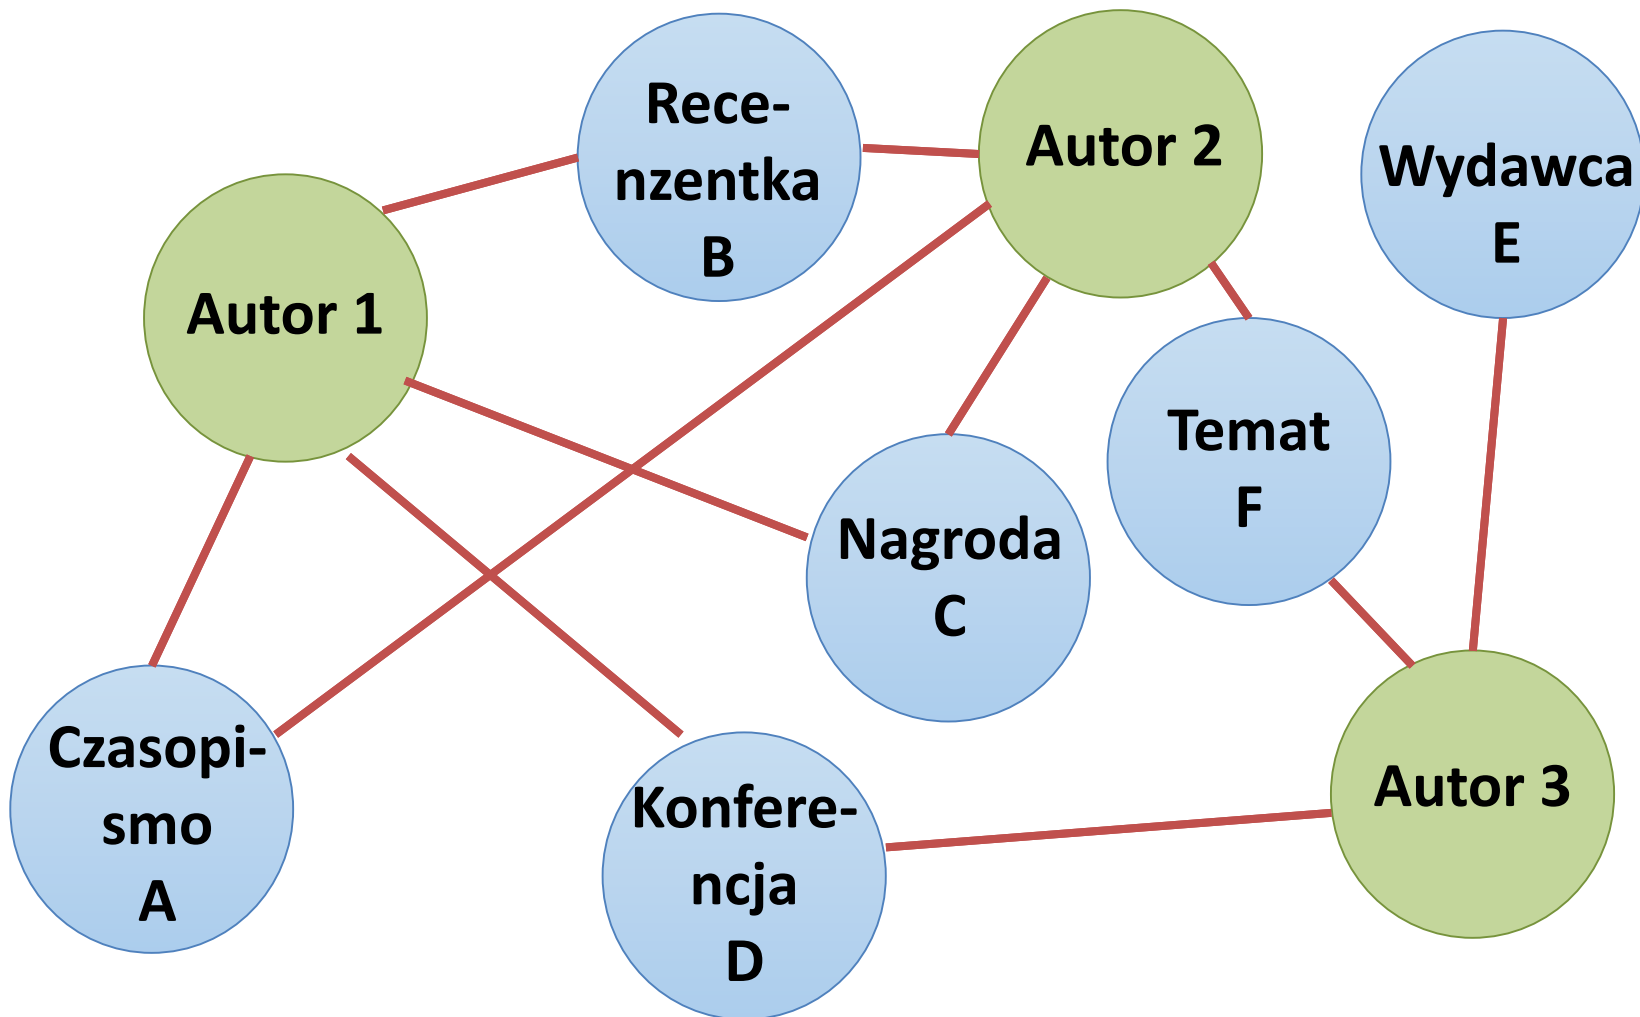 Rece-
nzentka
B
Autor 2
Wydawca
E
Autor 1
Temat
F
Nagroda
C
Czasopi-
smo
A
Konfere-
ncja
D
Autor 3